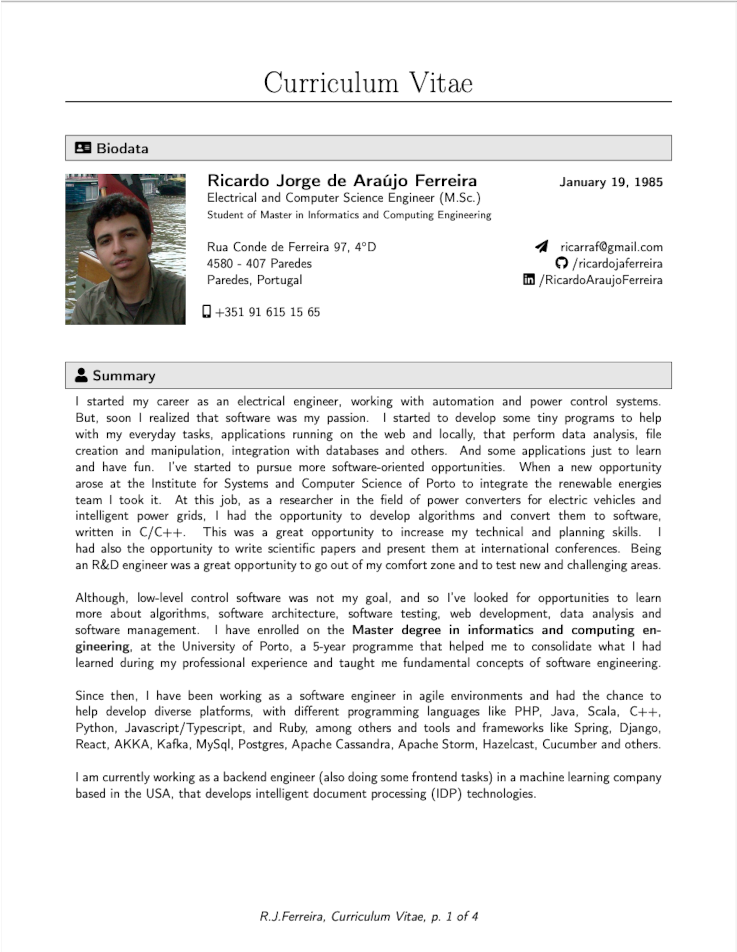 Curriculum Vitae
Biodata
Ricardo Jorge de Araújo Ferreira
January 19, 1985
Electrical and Computer Science Engineer (M.Sc.)
Student of Master in Informatics and Computing Engineering
Rua Conde de Ferreira 97, 4°D
4580 - 407 Paredes
Paredes, Portugal
+351 91 615 15 65
ricarraf@gmail.com
/ricardojaferreira
/RicardoAraujoFerreira
Summary
I started my career as an electrical engineer, working with automation and power control systems.
But, soon I realized that software was my passion. I started to develop some tiny programs to help
with my everyday tasks, applications running on the web and locally, that perform data analysis, file
creation and manipulation, integration with databases and others. And some applications just to learn
and have fun. I've started to pursue more software-oriented opportunities. When a new opportunity
arose at the Institute for Systems and Computer Science of Porto to integrate the renewable energies
team I took it. At this job, as a researcher in the field of power converters for electric vehicles and
intelligent power grids, I had the opportunity to develop algorithms and convert them to software,
written in C/C++. This was a great opportunity to increase my technical and planning skills. I
had also the opportunity to write scientific papers and present them at international conferences. Being
an R&D engineer was a great opportunity to go out of my comfort zone and to test new and challenging areas.
Although, low-level control software was not my goal, and so I've looked for opportunities to learn
more about algorithms, software architecture, software testing, web development, data analysis and
software management. I have enrolled on the Master degree in informatics and computing en-
gineering, at the University of Porto, a 5-year programme that helped me to consolidate what I had
learned during my professional experience and taught me fundamental concepts of software engineering.
Since then, I have been working as a software engineer in agile environments and had the chance to
help develop diverse platforms, with different programming languages like PHP, Java, Scala, C++,
Python, Javascript/Typescript, and Ruby, among others and tools and frameworks like Spring, Django,
React, AKKA, Kafka, MySql, Postgres, Apache Cassandra, Apache Storm, Hazelcast, Cucumber and others.
I am currently working as a backend engineer (also doing some frontend tasks) in a machine learning company
based in the USA, that develops intelligent document processing (IDP) technologies.
R.J.Ferreira, Curriculum Vitae, p. 1 of 4